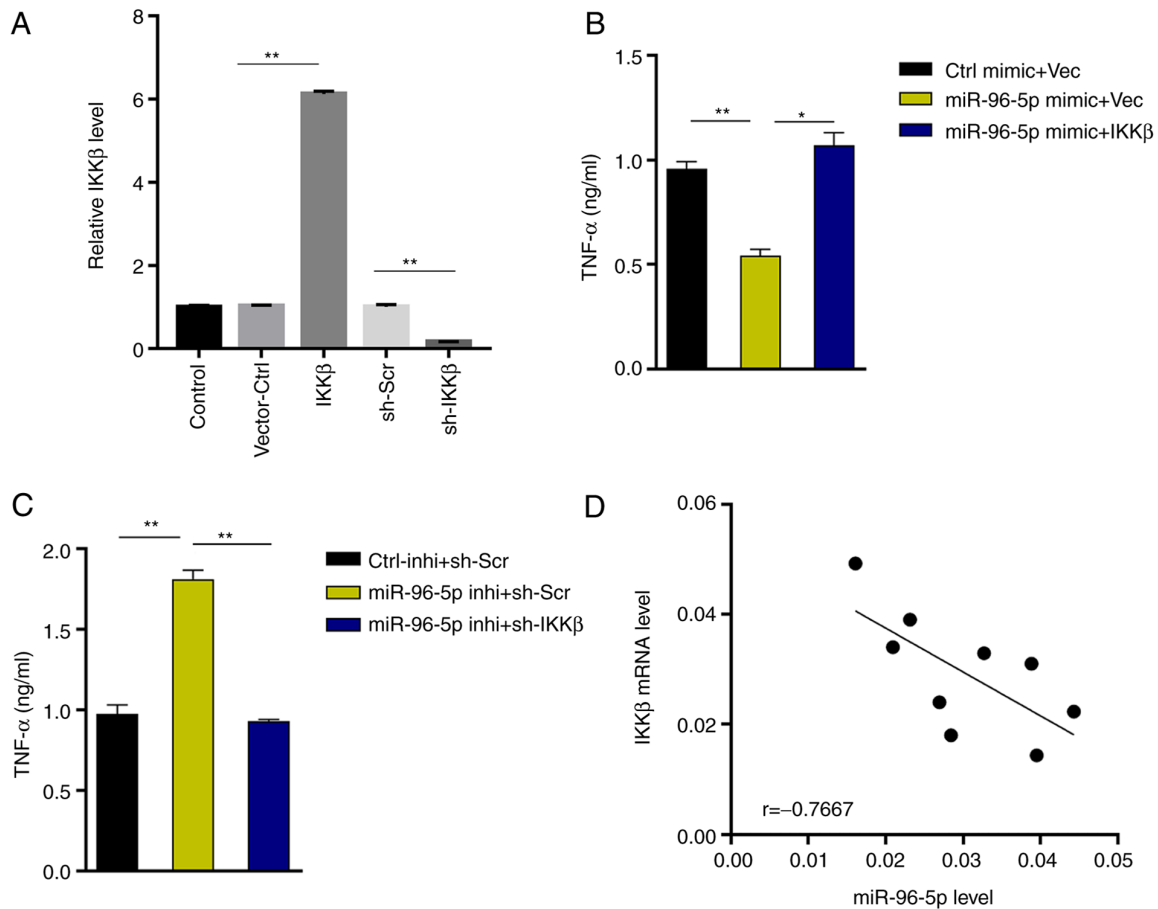 A
8
6
4
2
0
Relative IKKβ level
**
**
Control
Vector-Ctrl
IKKβ
sh-Scr
sh-IKKβ
B
1.5
1.0
0.5
0.0
TNF-α (ng/ml)
**
*
Ctrl mimic+Vec
miR-96-5p mimic+Vec
miR-96-5p mimic+IKKβ
C
2.0
1.5
1.0
0.5
0.0
TNF-α (ng/ml)
**
**
Ctrl-inhi+sh-Scr
miR-96-5p inhi+sh-Scr
miR-96-5p inhi+sh-IKKβ
D
0.06
0.04
0.02
0.00
IKKβ mRNA level
r=−0.7667
0.00 0.01 0.02 0.03 0.04 0.05
miR-96-5p level